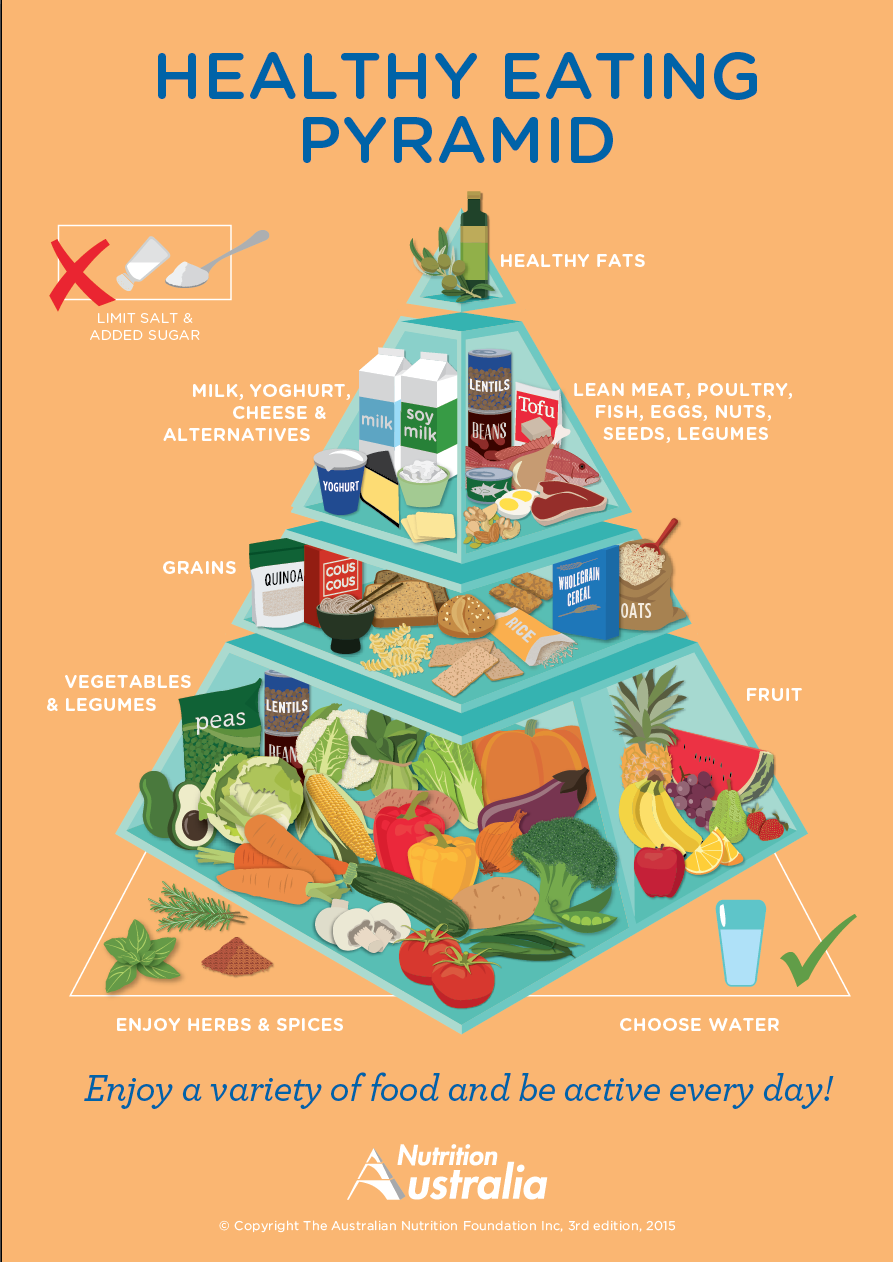 HEALTHY EATING
PYRAMID
HEALTHY FATS
LIMIT SALT &
ADDED SUGAR
MILK, YOGHURT,
CHEESE &
ALTERNATIVES
LEAN MEAT, POULTRY,
FISH, EGGS, NUTS,
SEEDS, LEGUMES
milk
soy
milk
LENTILS
BEANS
Tofu
YOGHURT
GRAINS
QUINOA
COUS
COUS
WHOLEGRAIN
CEREAL
OATS
RICE
VEGETABLES
& LEGUMES
peas
LENTILS
BEAN
FRUIT
ENJOY HERBS & SPICES
CHOOSE WATER
Enjoy a variety of food and be active every day!
Nutrition
Australia
© Copyright The Australian Nutrition Foundation Inc, 3rd edition, 2015